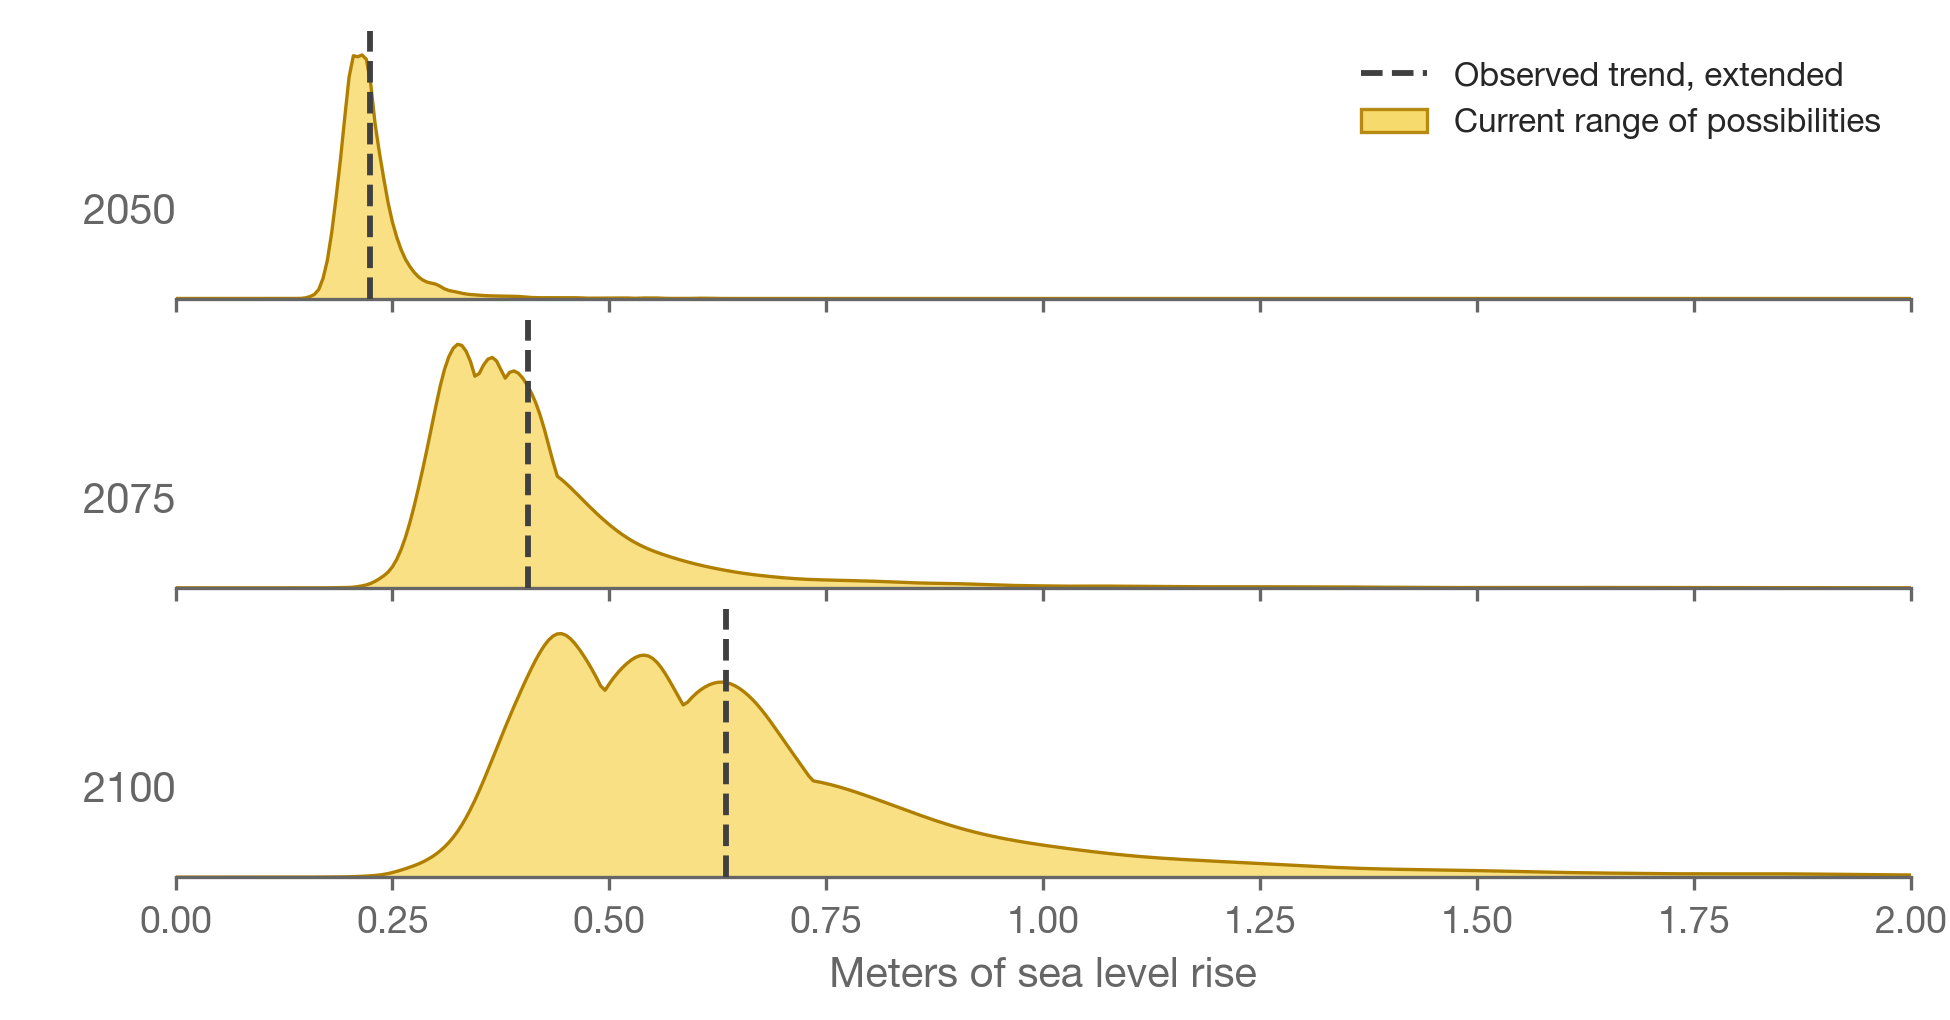 Observed trend, extended
Current range of possibilities
2050
2075
2100
0.00 0.25 0.50 0.75 1.00 1.25 1.50 1.75 2.00
Meters of sea level rise